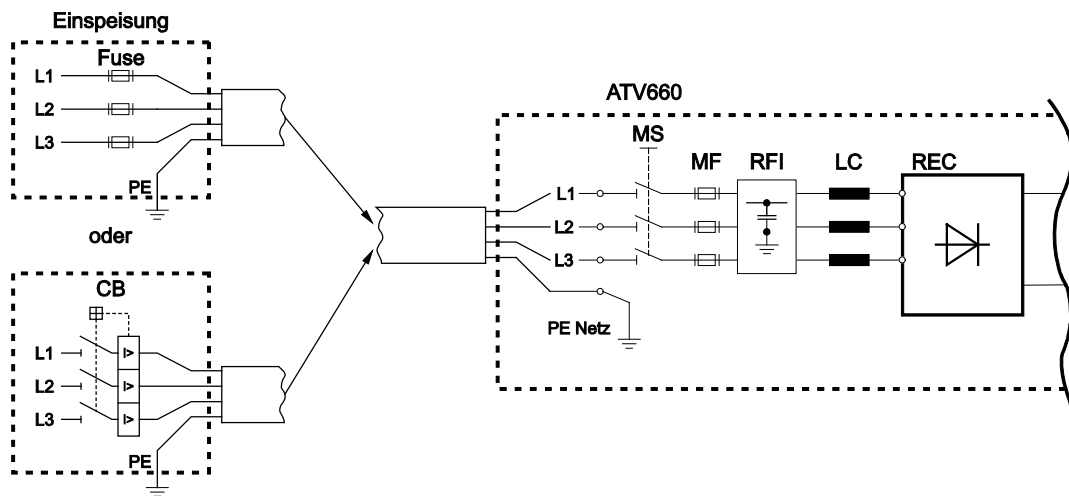 Einspeisung
Fuse
L1
L2
L3
PE
oder
CB
L1
I>
L2
I>
L3
I>
PE
ATV660
MS
MF
RFI
LC
REC
L1
L2
L3
PE Netz